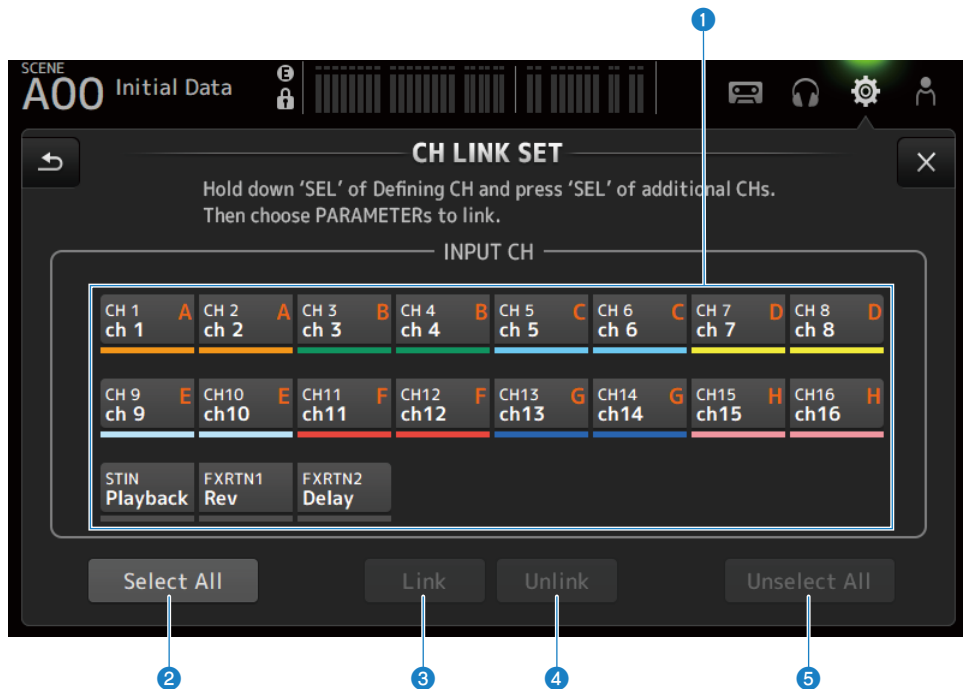 1
SCENE
A00 Initial Data E
CH LINK SET
Hold down ‘SEL’ of Defining CH and press ‘SEL’ of additional CHs.
Then choose PARAMETERs to link.
INPUT CH
CH 1 A CH 2 A CH 3 B CH 4 B CH 5 C CH 6 C CH 7 D CH 8 D
ch 1 ch 2 ch 3 ch 4 ch 5 ch 6 ch 7 ch 8
CH 9 E CH10 E CH11 F CH12 F CH13 G CH14 G CH15 H CH16 H
ch 9 ch10 ch11 ch12 ch13 ch14 ch15 ch16
STIN FXRTN1 FXRTN2
Playback Rev Delay
Select All Link Unlink Unselect All
2 3 4 5